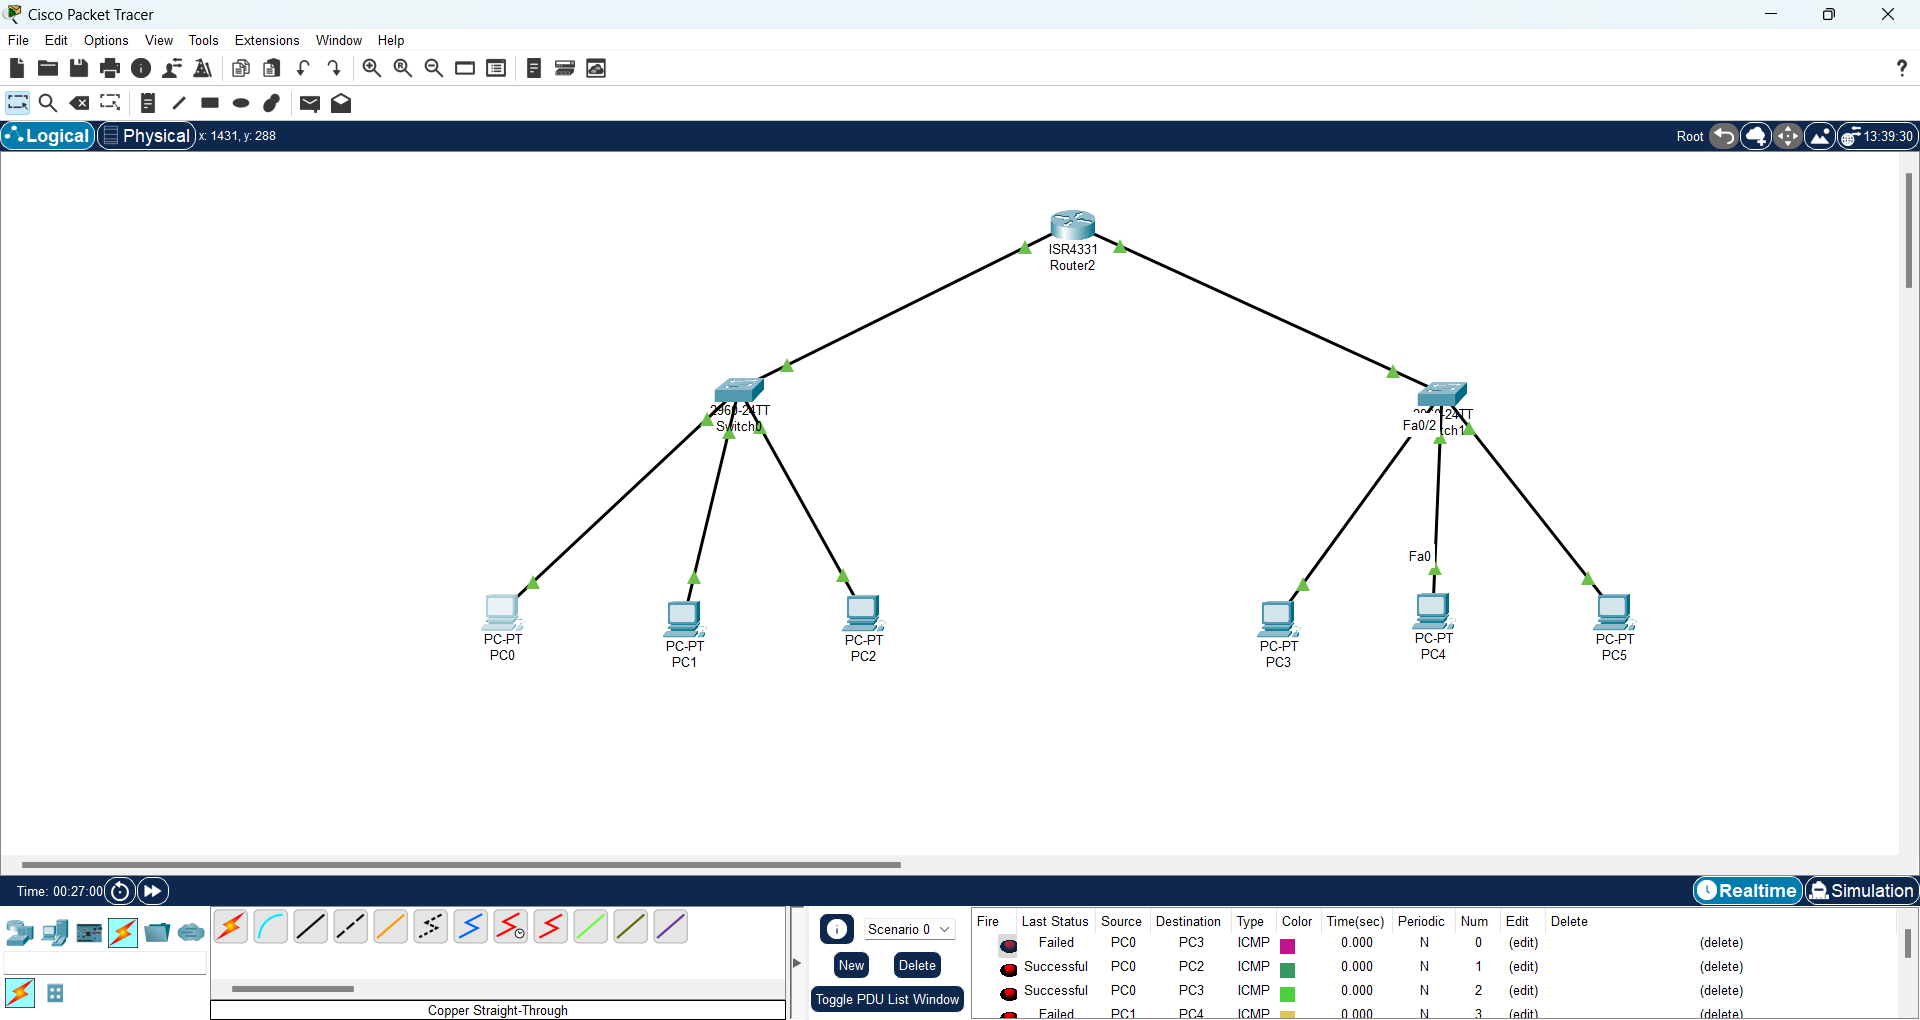 Cisco Packet Tracer
File Edit Options View Tools Extensions Window Help
?
Logical Physical x: 1431, y: 288 Root 13:39:30
ISR4331
Router2
2960-24TT
Switch0
-24TT
Fa0/2 tch1
Fa0
PC-PT
PC0
PC-PT
PC1
PC-PT
PC2
PC-PT
PC3
PC-PT
PC4
PC-PT
PC5
Time: 00:27:00 Realtime Simulation
Scenario 0
New Delete
Toggle PDU List Window
Fire Last Status Source Destination Type Color Time(sec) Periodic Num Edit Delete
Failed PC0 PC3 ICMP 0.000 N 0 (edit) (delete)
Successful PC0 PC2 ICMP 0.000 N 1 (edit) (delete)
Successful PC0 PC3 ICMP 0.000 N 2 (edit) (delete)
Failed PC1 PC4 ICMP 0.000 N 3 (edit) (delete)
Copper Straight-Through